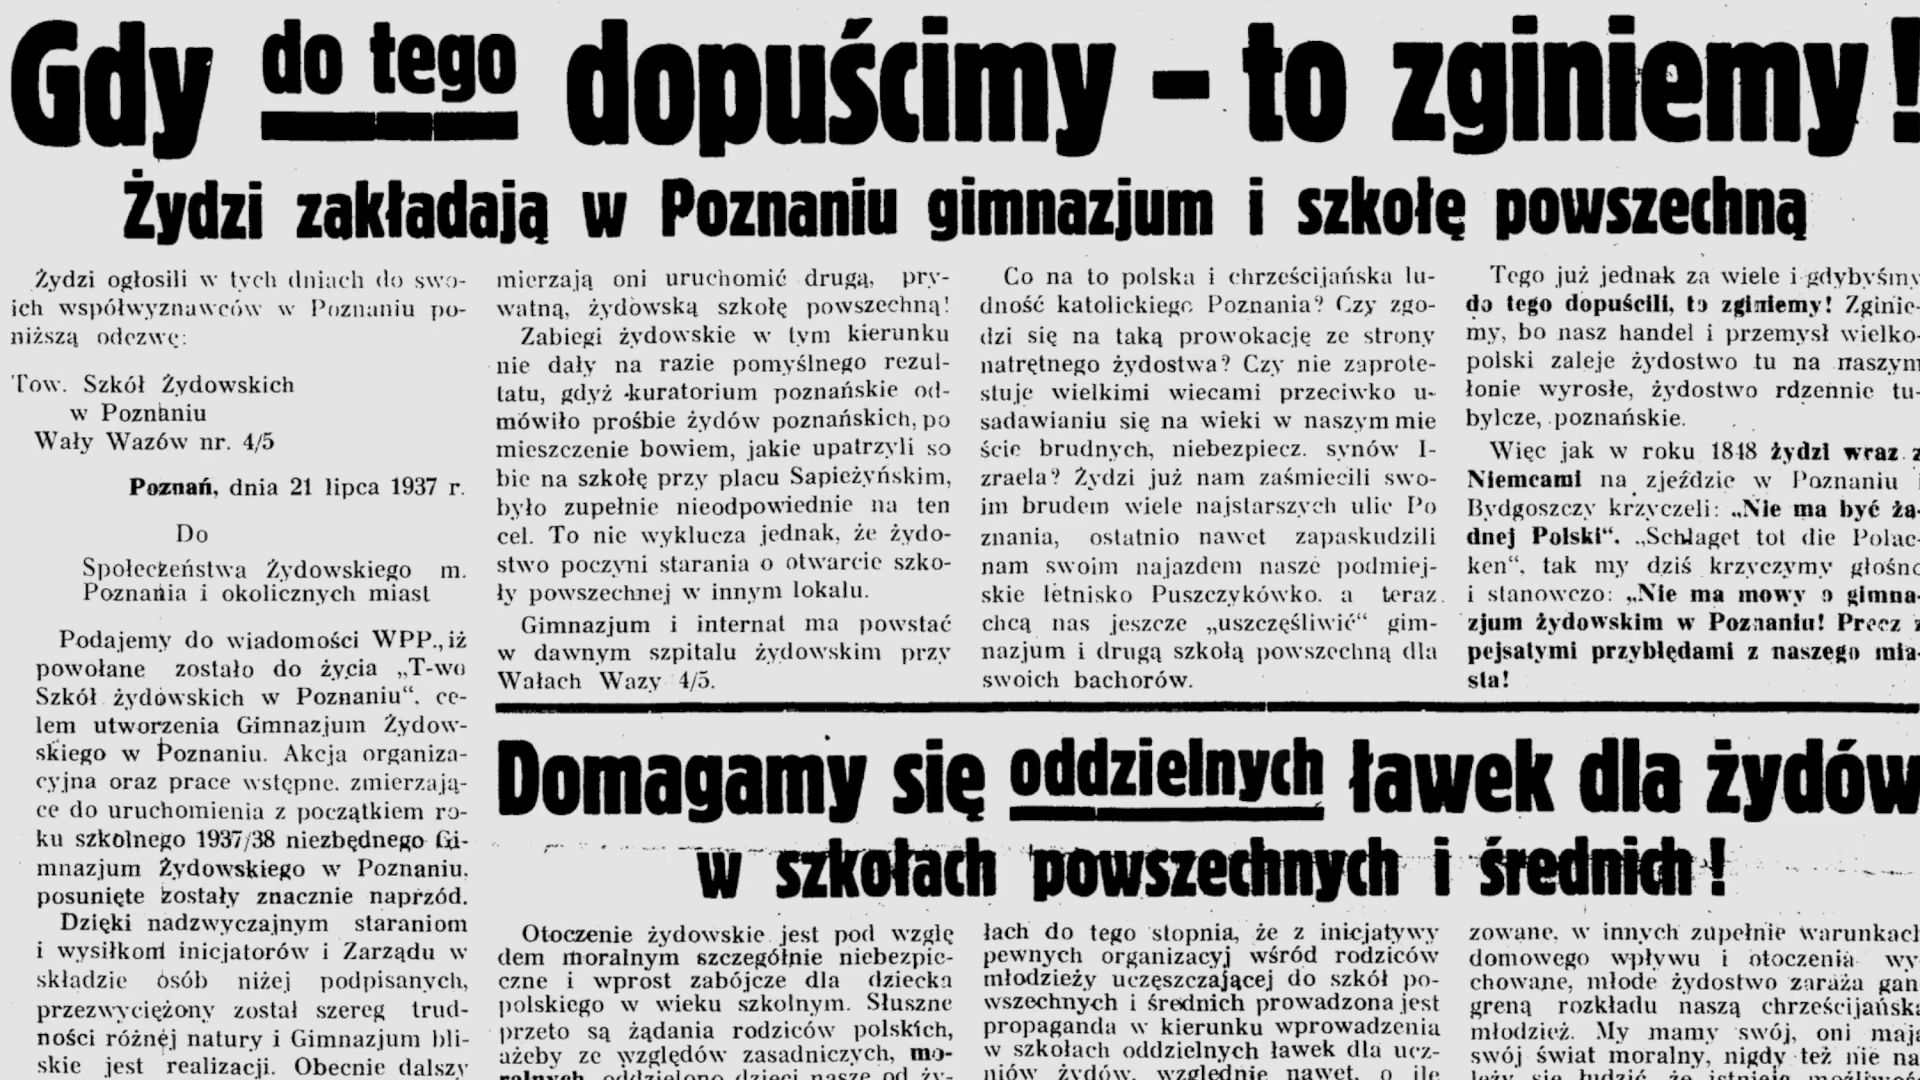 Gdy do tego dopuścimy - to zginiemy!
Żydzi zakładają w Poznaniu gimnazjum i szkołę powszechną
Żydzi ogłosili w tych dniach do swo-
ich współwyznawców w Poznaniu po-
niższą odezwę:
Tow. Szkół Żydowskich
w Poznaniu
Wały Wazów nr. 4/5
Poznań, dnia 21 lipca 1937 r.
Do
Społeczeństwa Żydowskiego m.
Poznania i okolicznych miast
Podajemy do wiadomości WPP., iż
powołane zostało do życia „T-wo
Szkół żydowskich w Poznaniu“, ce-
lem utworzenia Gimnazjum Żydow-
skiego w Poznaniu. Akcja organiza-
cyjna oraz prace wstępne, zmierzają-
ce do uruchomienia z początkiem ro-
ku szkolnego 1937/38 niezbędnego Gi-
mnazjum Żydowskiego w Poznaniu,
posunięte zostały znacznie naprzód.
Dzięki nadzwyczajnym staraniom
i wysiłkom inicjatorów i Zarządu w
składzie osób niżej podpisanych,
przezwyciężony został szereg trud-
ności różnej natury i Gimnazjum bli-
skie jest realizacji. Obecnie dalszy
mierzają oni uruchomić drugą, pry-
watną, żydowską szkołę powszechną!
Zabiegi żydowskie w tym kierunku
nie dały na razie pomyślnego rezul-
tatu, gdyż kuratorium poznańskie od-
mówiło prośbie żydów poznańskich, po
mieszczenie bowiem, jakie upatrzyli so
bie na szkołę przy placu Sapieżyńskim,
było zupełnie nieodpowiednie na ten
cel. To nie wyklucza jednak, że żydo-
stwo poczyni starania o otwarcie szko-
ły powszechnej w innym lokalu.
Gimnazjum i internat ma powstać
w dawnym szpitalu żydowskim przy
Wałach Wazy 4/5.
Co na to polska i chrześcijańska lu-
dność katolickiego Poznania? Czy zgo-
dzi się na taką prowokację ze strony
natrętnego żydostwa? Czy nie zaprote-
stuje wielkimi wiecami przeciwko u-
sadawianiu się na wieki w naszym mie
ście brudnych, niebezpiecz. synów I-
zraela? Żydzi już nam zaśmiecili swo-
im brudem wiele najstarszych ulic Po
znania, ostatnio nawet zapaskudzili
nam swoim najazdem nasze podmiej-
skie letnisko Puszczykówko, a teraz
chcą nas jeszcze „uszczęśliwić“ gim-
nazjum i drugą szkołą powszechną dla
swoich bachorów.
Tego już jednak za wiele i gdybyśmy
do tego dopuścili, to zginiemy! Zginie-
my, bo nasz handel i przemysł wielko-
polski zaleje żydostwo tu na naszym
łonie wyrosłe, żydostwo rdzennie tu-
bylcze, poznańskie.
Więc jak w roku 1848 żydzi wraz z
Niemcami na zjeździe w Poznaniu i
Bydgoszczy krzyczeli: „Nie ma być ża-
dnej Polski“. „Schlaget tot die Polac-
ken“, tak my dziś krzyczymy głośno
i stanowczo: „Nie ma mowy o gimna-
zjum żydowskim w Poznaniu! Precz z
pejsatymi przybłędami z naszego mia-
sta!
Domagamy się oddzielnych ławek dla żydów
w szkołach powszechnych i średnich!
Otoczenie żydowskie jest pod wzglę
dem moralnym szczególnie niebezpie-
czne i wprost zabójcze dla dziecka
polskiego w wieku szkolnym. Słuszne
przeto są żądania rodziców polskich,
ażeby ze względów zasadniczych, mo-
ralnych, oddzielono dzieci nasze od ży-
łach do tego stopnia, że z inicjatywy
pewnych organizacyj wśród rodziców
młodzieży uczęszczającej do szkół po-
wszechnych i średnich prowadzona jest
propaganda w kierunku wprowadzenia
w szkołach oddzielnych ławek dla ucz-
niów żydów, względnie nawet, o ile
zowane, w innych zupełnie warunkach
domowego wpływu i otoczenia wy-
chowane, młode żydostwo zaraża gan-
greną rozkładu naszą chrześcijańską
młodzież. My mamy swój, oni mają
swój świat moralny, nigdy też nie na-
leży się łudzić, że istnieją